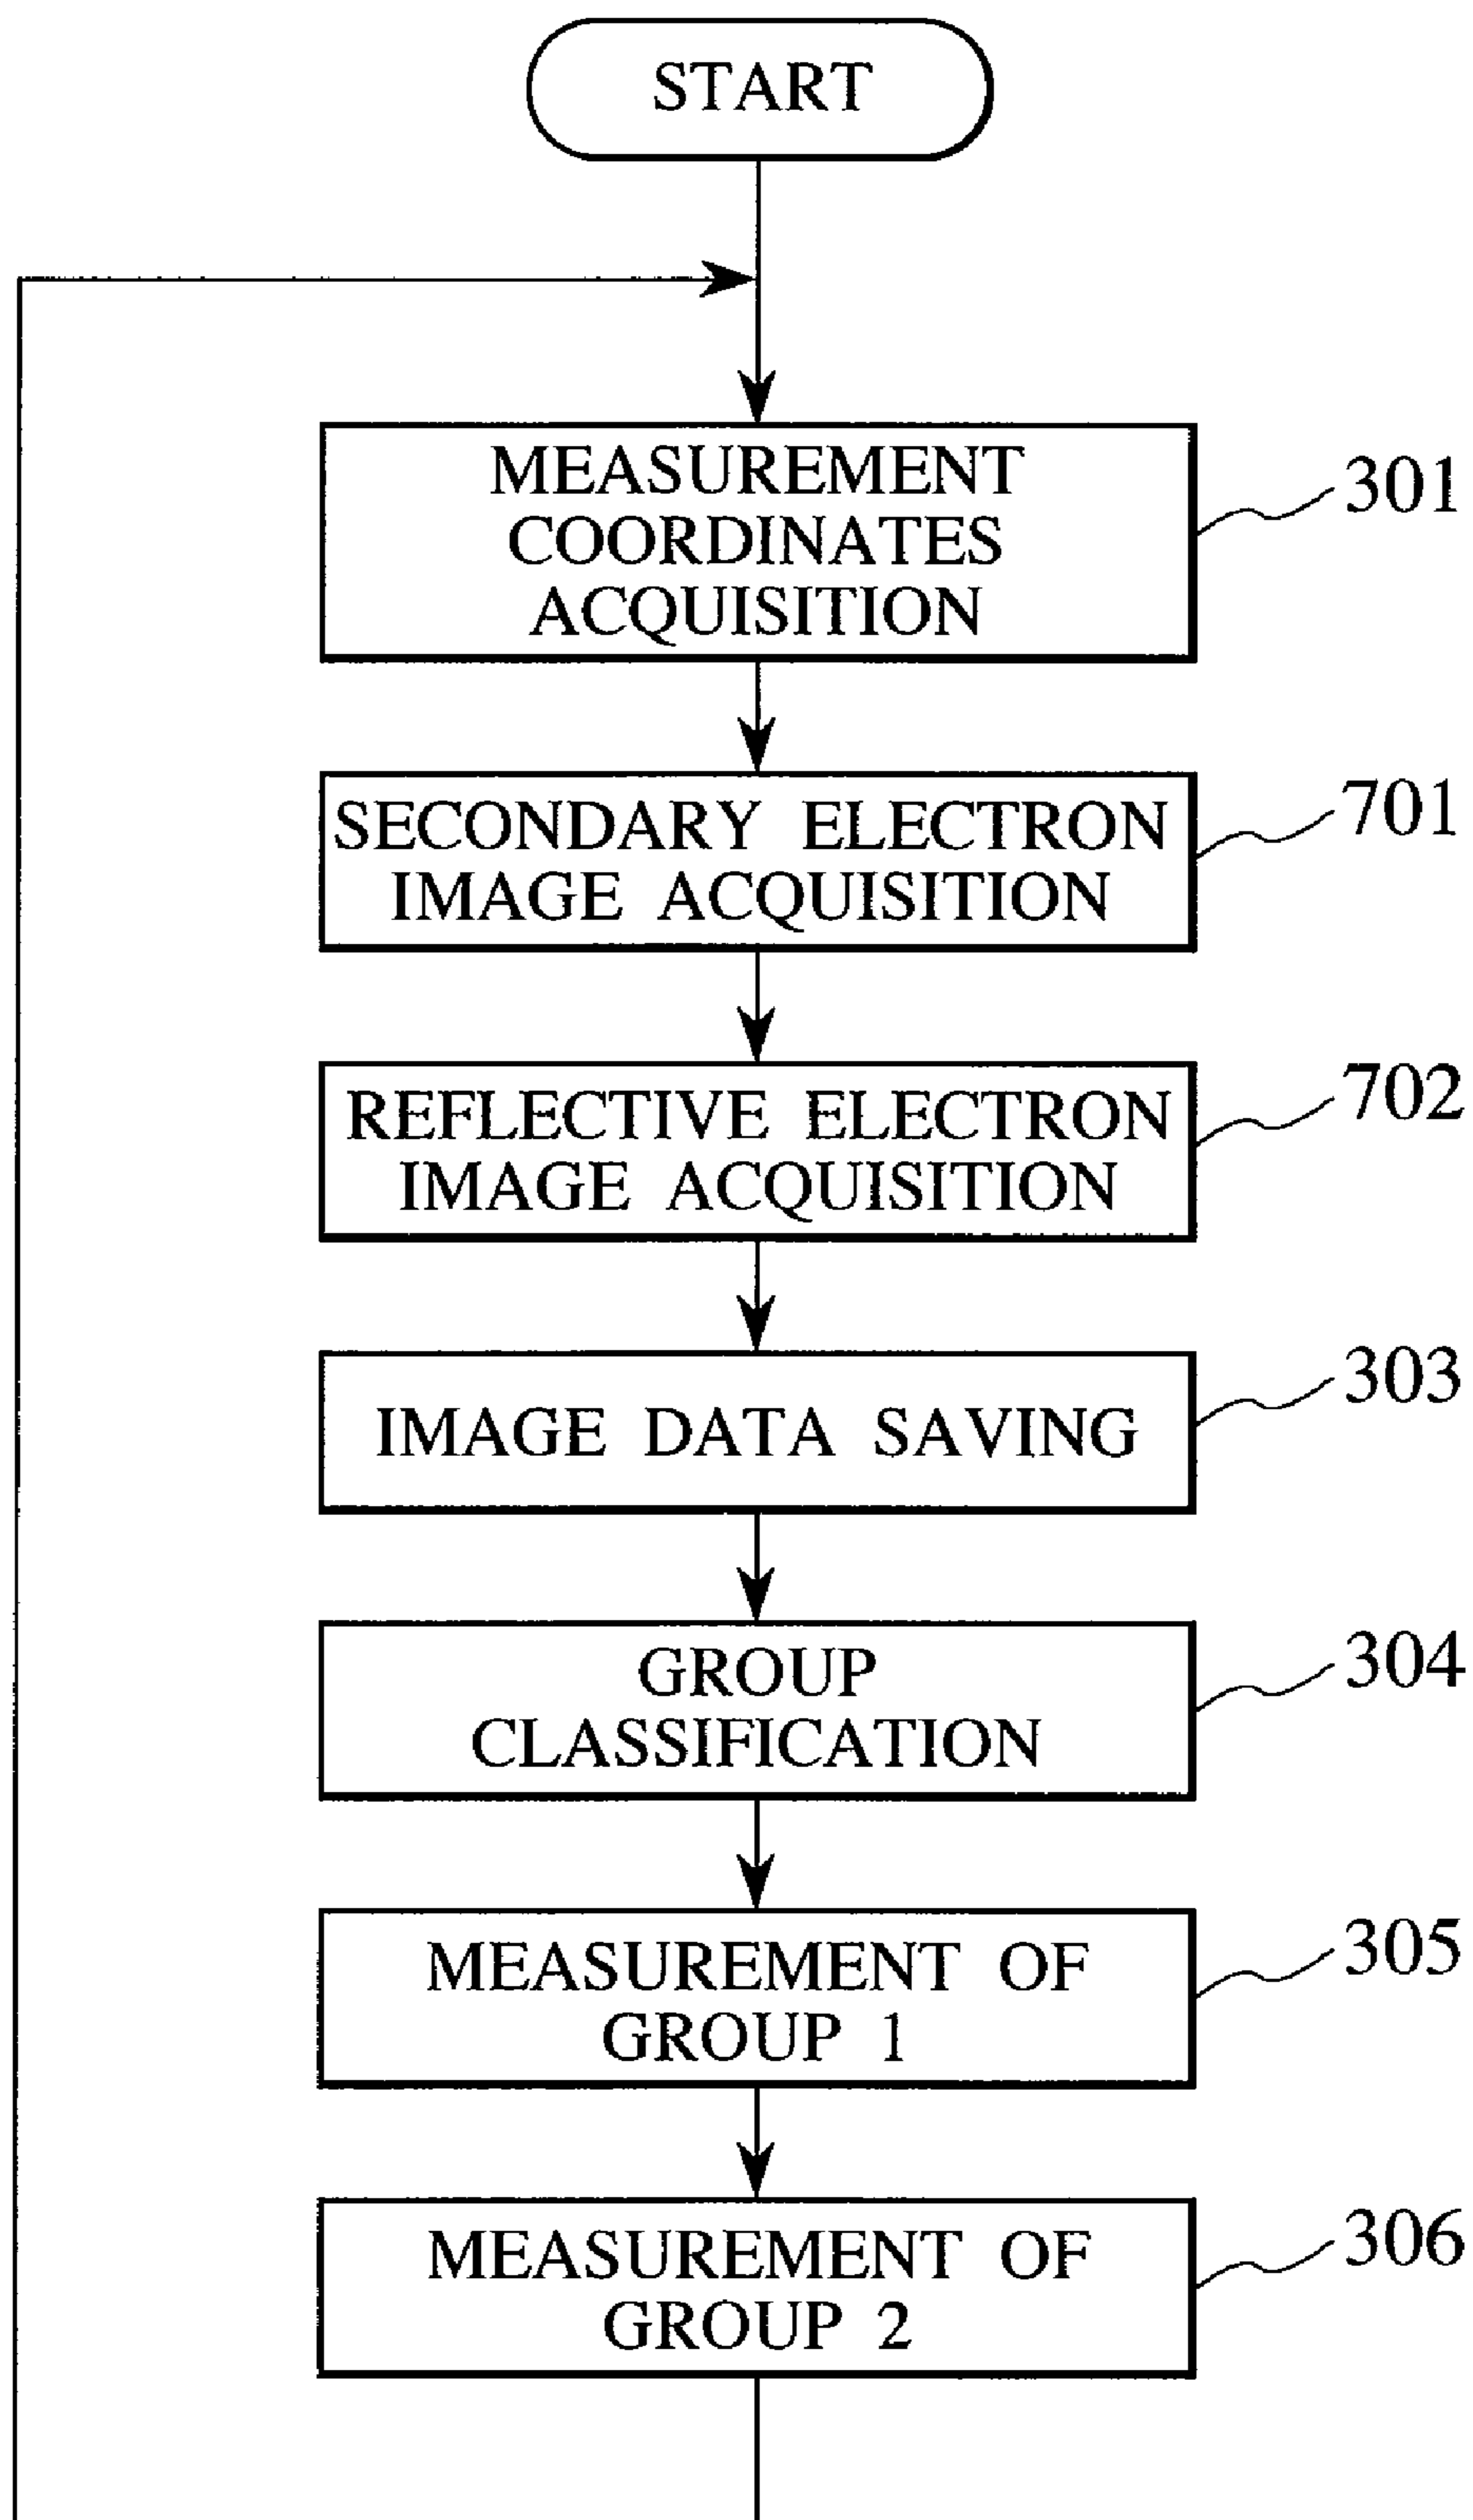 START
MEASUREMENT
COORDINATES
ACQUISITION
301
SECONDARY ELECTRON
IMAGE ACQUISITION
701
REFLECTIVE ELECTRON
IMAGE ACQUISITION
702
IMAGE DATA SAVING
303
GROUP
CLASSIFICATION
304
MEASUREMENT OF
GROUP 1
305
MEASUREMENT OF
GROUP 2
306